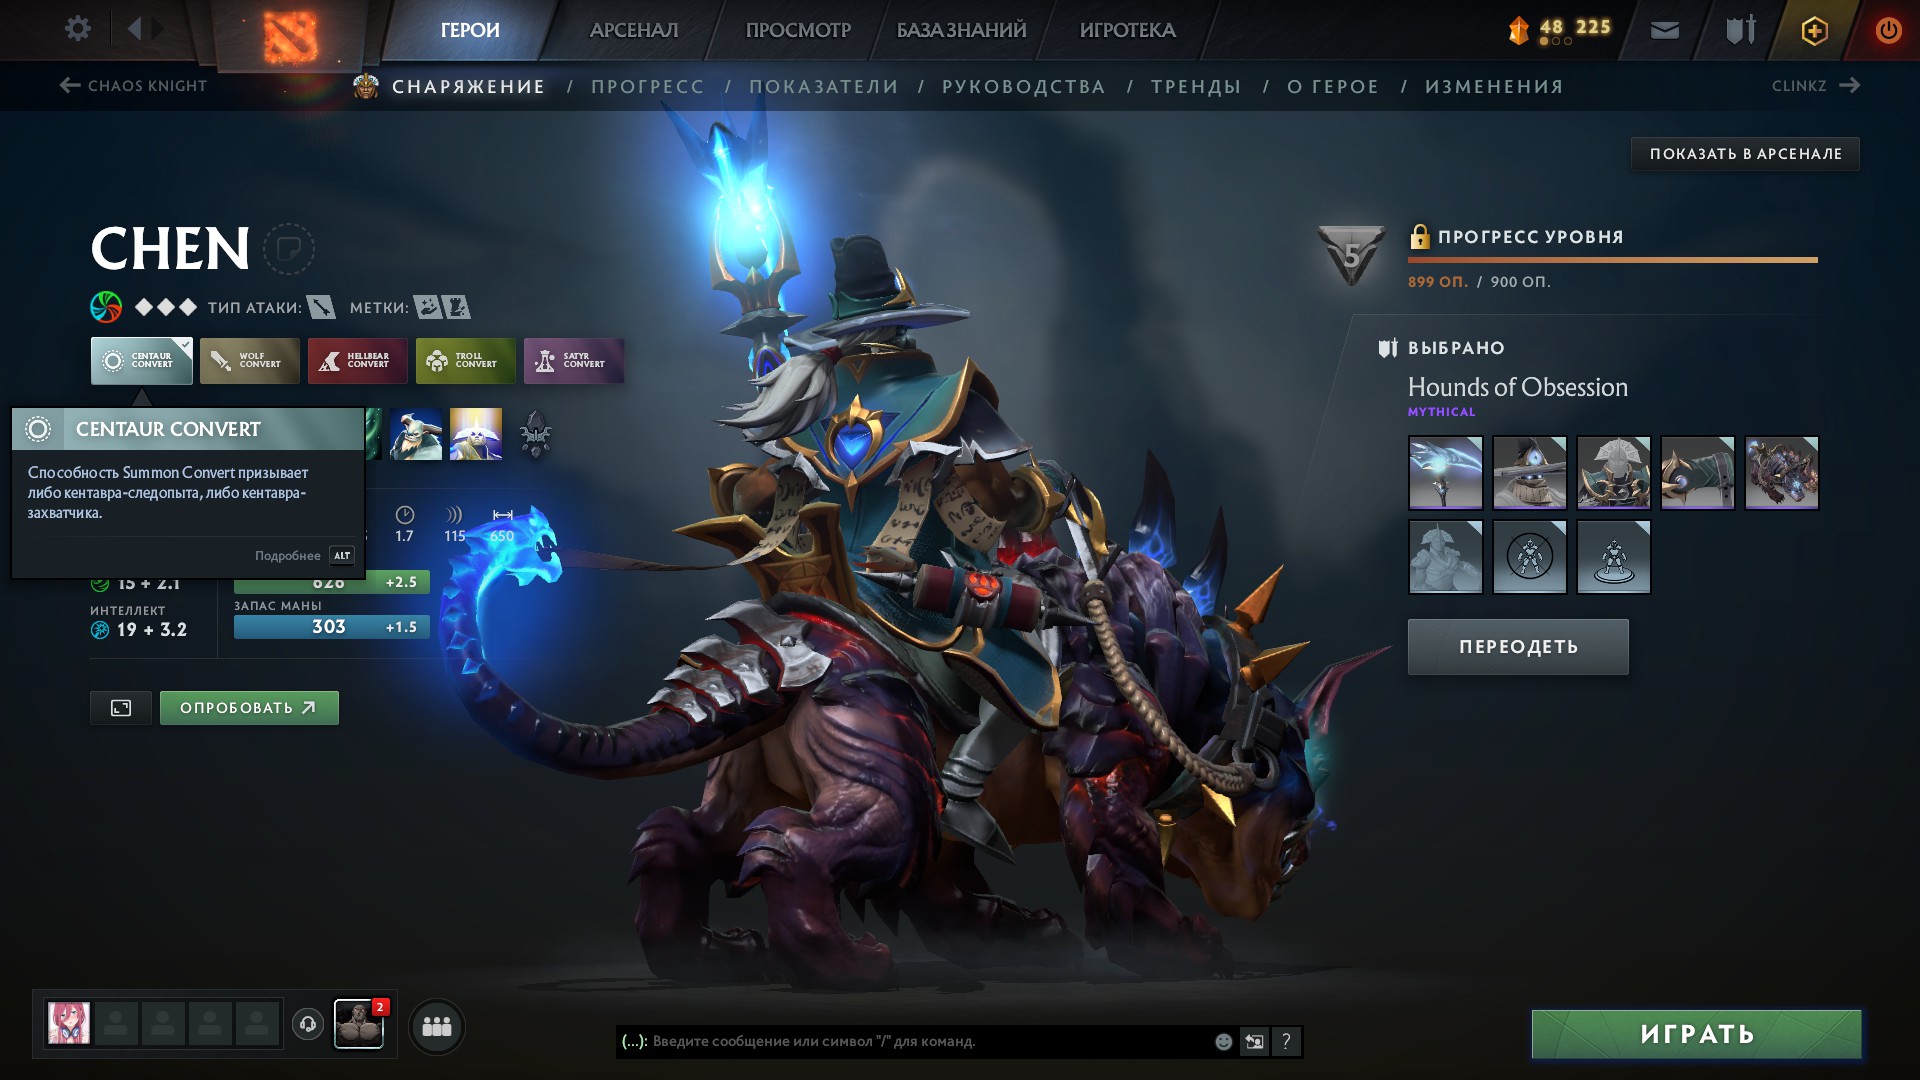 ГЕРОИ
АРСЕНАЛ
ПРОСМОТР
БАЗА ЗНАНИЙ
ИГРОТЕКА
48 225
CHAOS KNIGHT
СНАРЯЖЕНИЕ / ПРОГРЕСС / ПОКАЗАТЕЛИ / РУКОВОДСТВА / ТРЕНДЫ / О ГЕРОЕ / ИЗМЕНЕНИЯ
CLINKZ
ПОКАЗАТЬ В АРСЕНАЛЕ
CHEN
ТИП АТАКИ:
МЕТКИ:
CENTAUR CONVERT
WOLF CONVERT
HELLBEAR CONVERT
TROLL CONVERT
SATYR CONVERT
CENTAUR CONVERT
Способность Summon Convert призывает
либо кентавра-следопыта, либо кентавра-
захватчика.
Подробнее ALT
1.7 115 650
15 + 2.1
626 +2.5
ИНТЕЛЛЕКТ
19 + 3.2
ЗАПАС МАНЫ
303 +1.5
ОПРОБОВАТЬ
5
ПРОГРЕСС УРОВНЯ
899 ОП. / 900 ОП.
ВЫБРАНО
Hounds of Obsession
MYTHICAL
ПЕРЕОДЕТЬ
2
(...): Введите сообщение или символ "/" для команд.
?
ИГРАТЬ